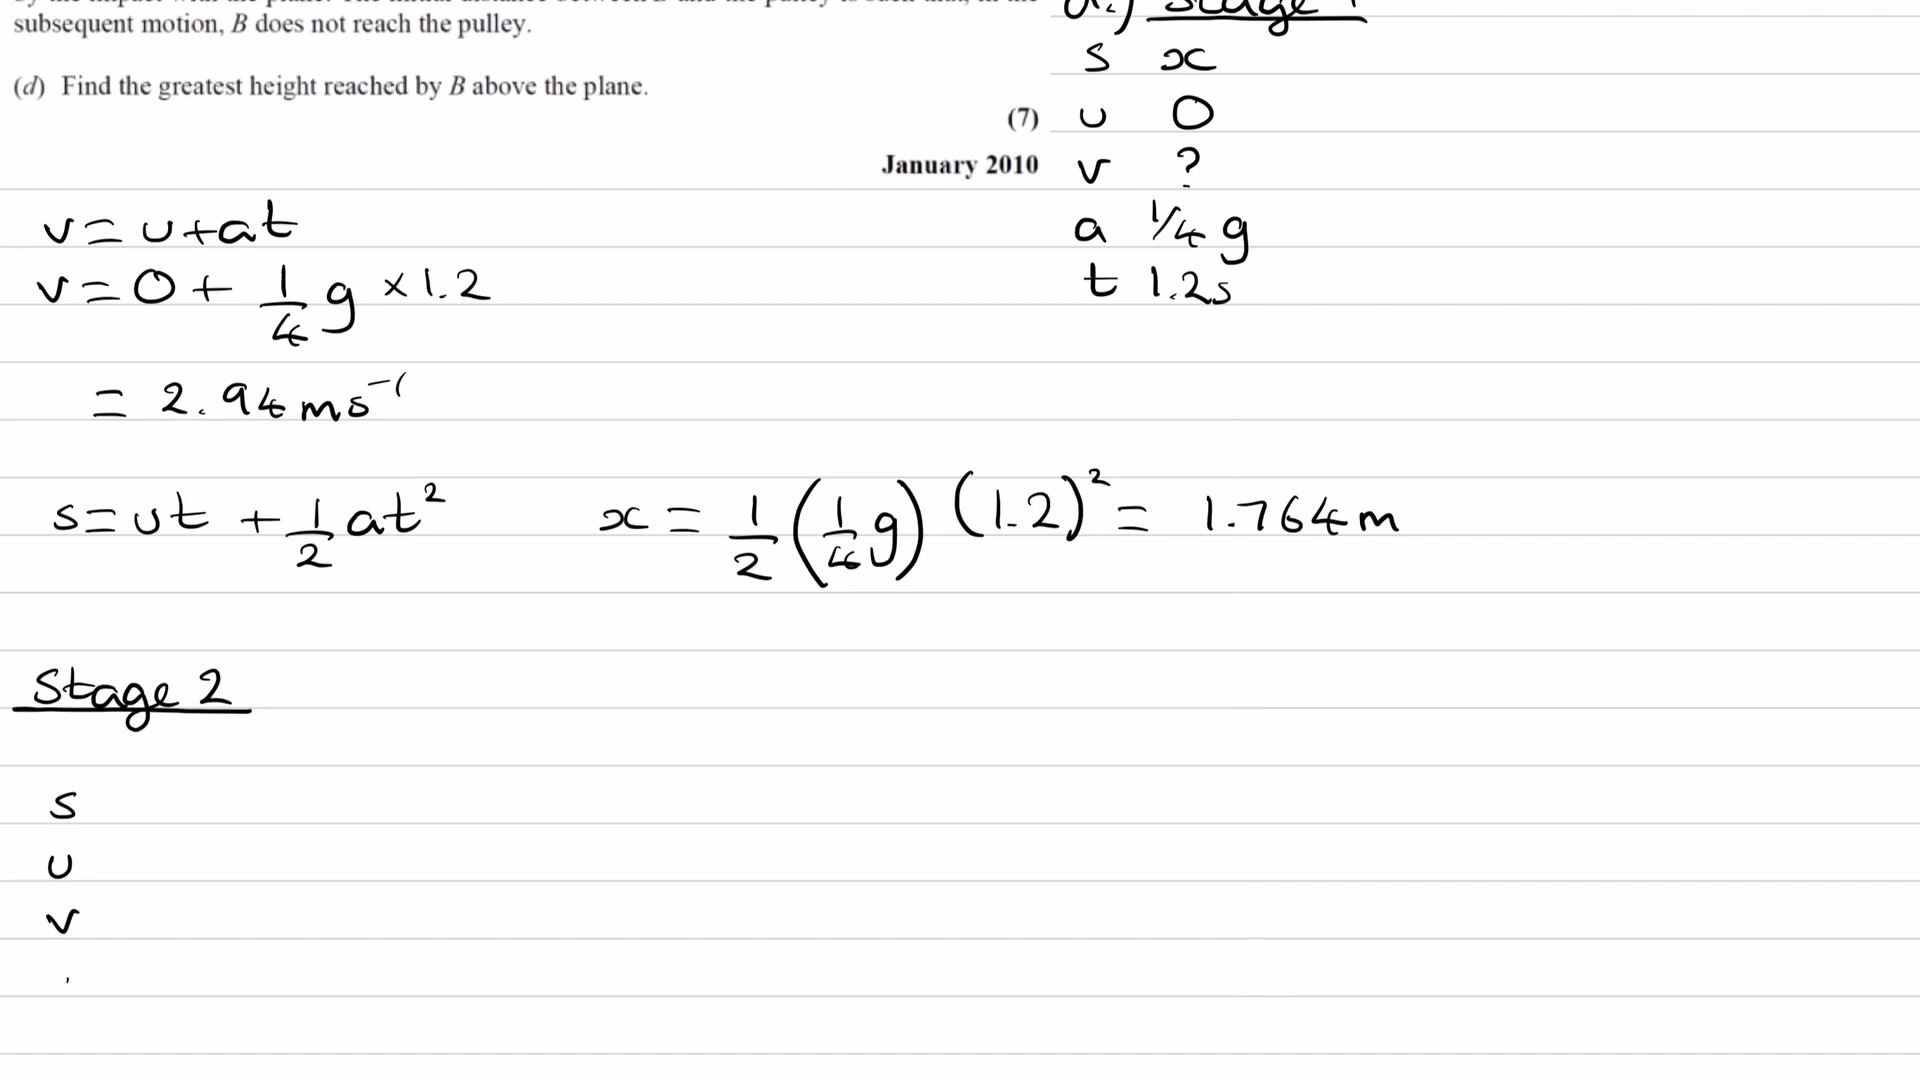 subsequent motion, B does not reach the pulley.
(d) Find the greatest height reached by B above the plane.
(7)
January 2010
s x
u 0
v ?
a 1/4 g
t 1.2s
v = u + at
v = 0 + 1/4 g × 1.2
= 2.94 ms⁻¹
s = ut + 1/2 at² x = 1/2 (1/4 g) (1.2)² = 1.764 m
Stage 2
s
u
v